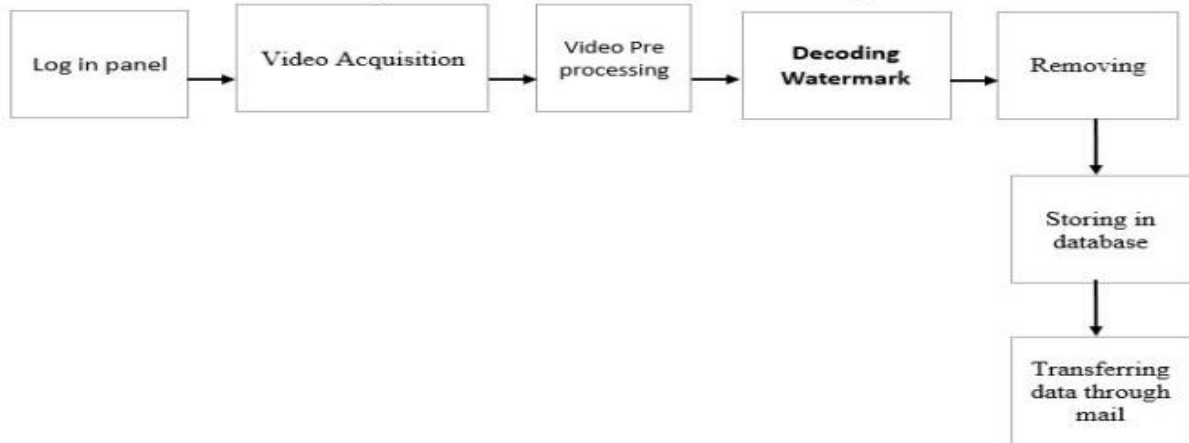 Log in panel
Video Acquisition
Video Pre
processing
Decoding
Watermark
Removing
Storing in
database
Transferring
data through
mail